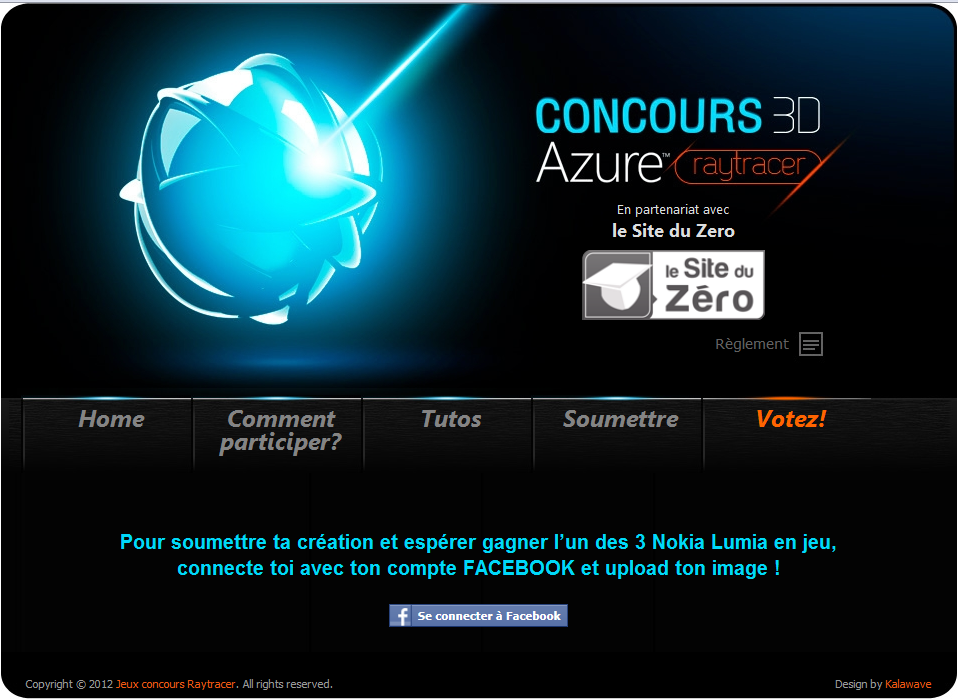 CONCOURS 3D
Azure™ raytracer
En partenariat avec
le Site du Zero
le Site du
Zéro
Règlement
Home
Comment
participer?
Tutos
Soumettre
Votez!
Pour soumettre ta création et espérer gagner l’un des 3 Nokia Lumia en jeu,
connecte toi avec ton compte FACEBOOK et upload ton image !
f Se connecter à Facebook
Copyright © 2012 Jeux concours Raytracer. All rights reserved.
Design by Kalawave